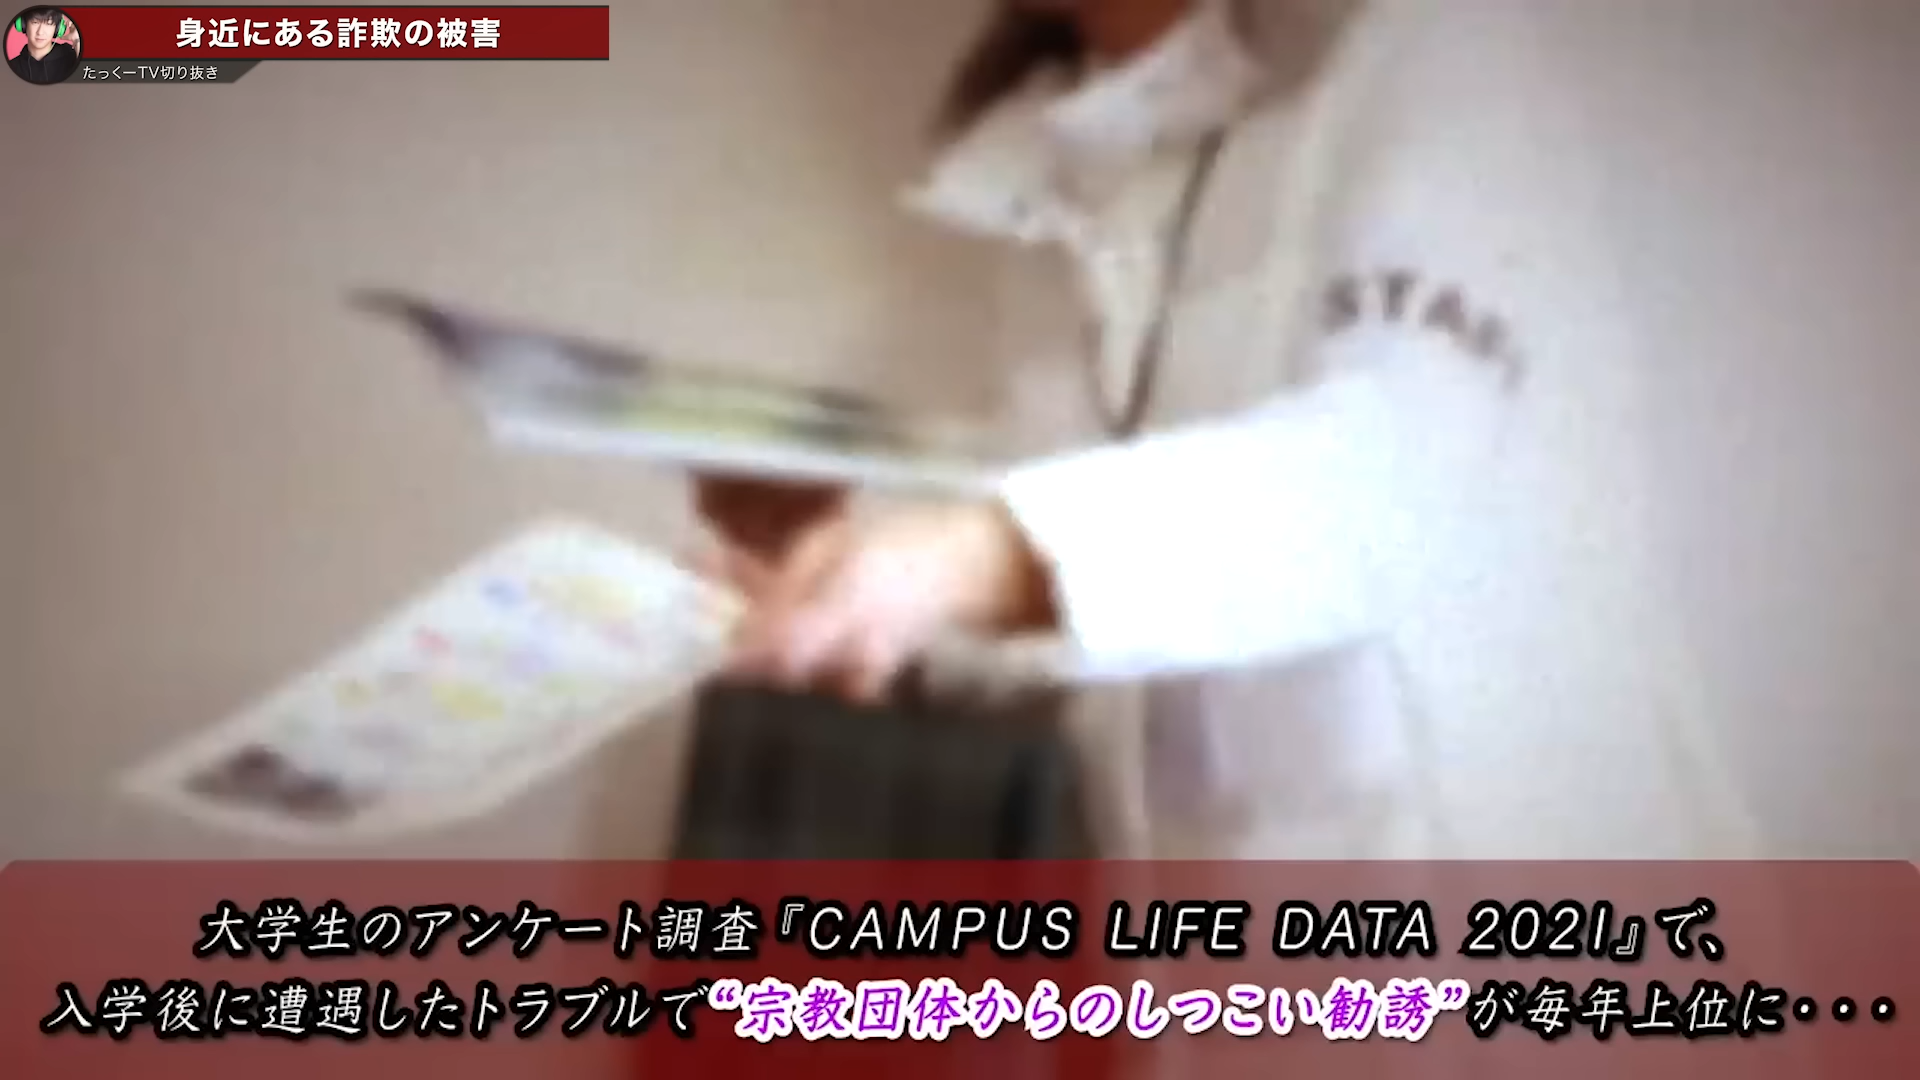 身近にある詐欺の被害
たっくーTV切り抜き
大学生のアンケート調査『CAMPUS LIFE DATA 2021』で、
入学後に遭遇したトラブルで“宗教団体からのしつこい勧誘”が毎年上位に・・・